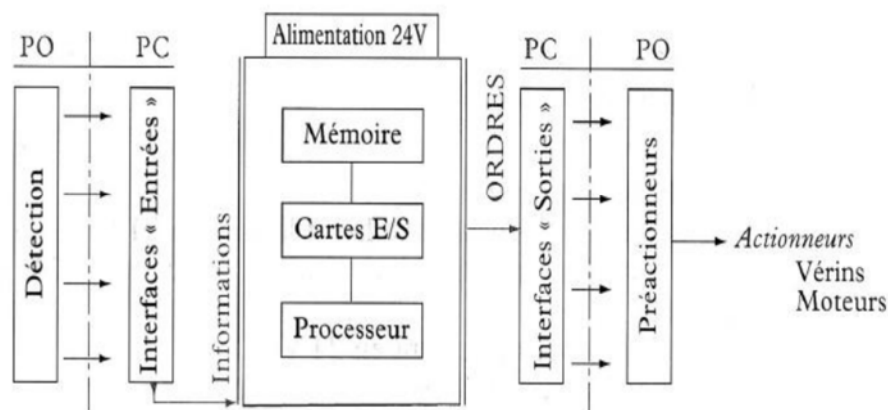 PO
PC
Détection
Interfaces « Entrées »
Informations
Alimentation 24V
Mémoire
Cartes E/S
Processeur
ORDRES
PC
PO
Interfaces « Sorties »
Préactionneurs
Actionneurs
Vérins
Moteurs